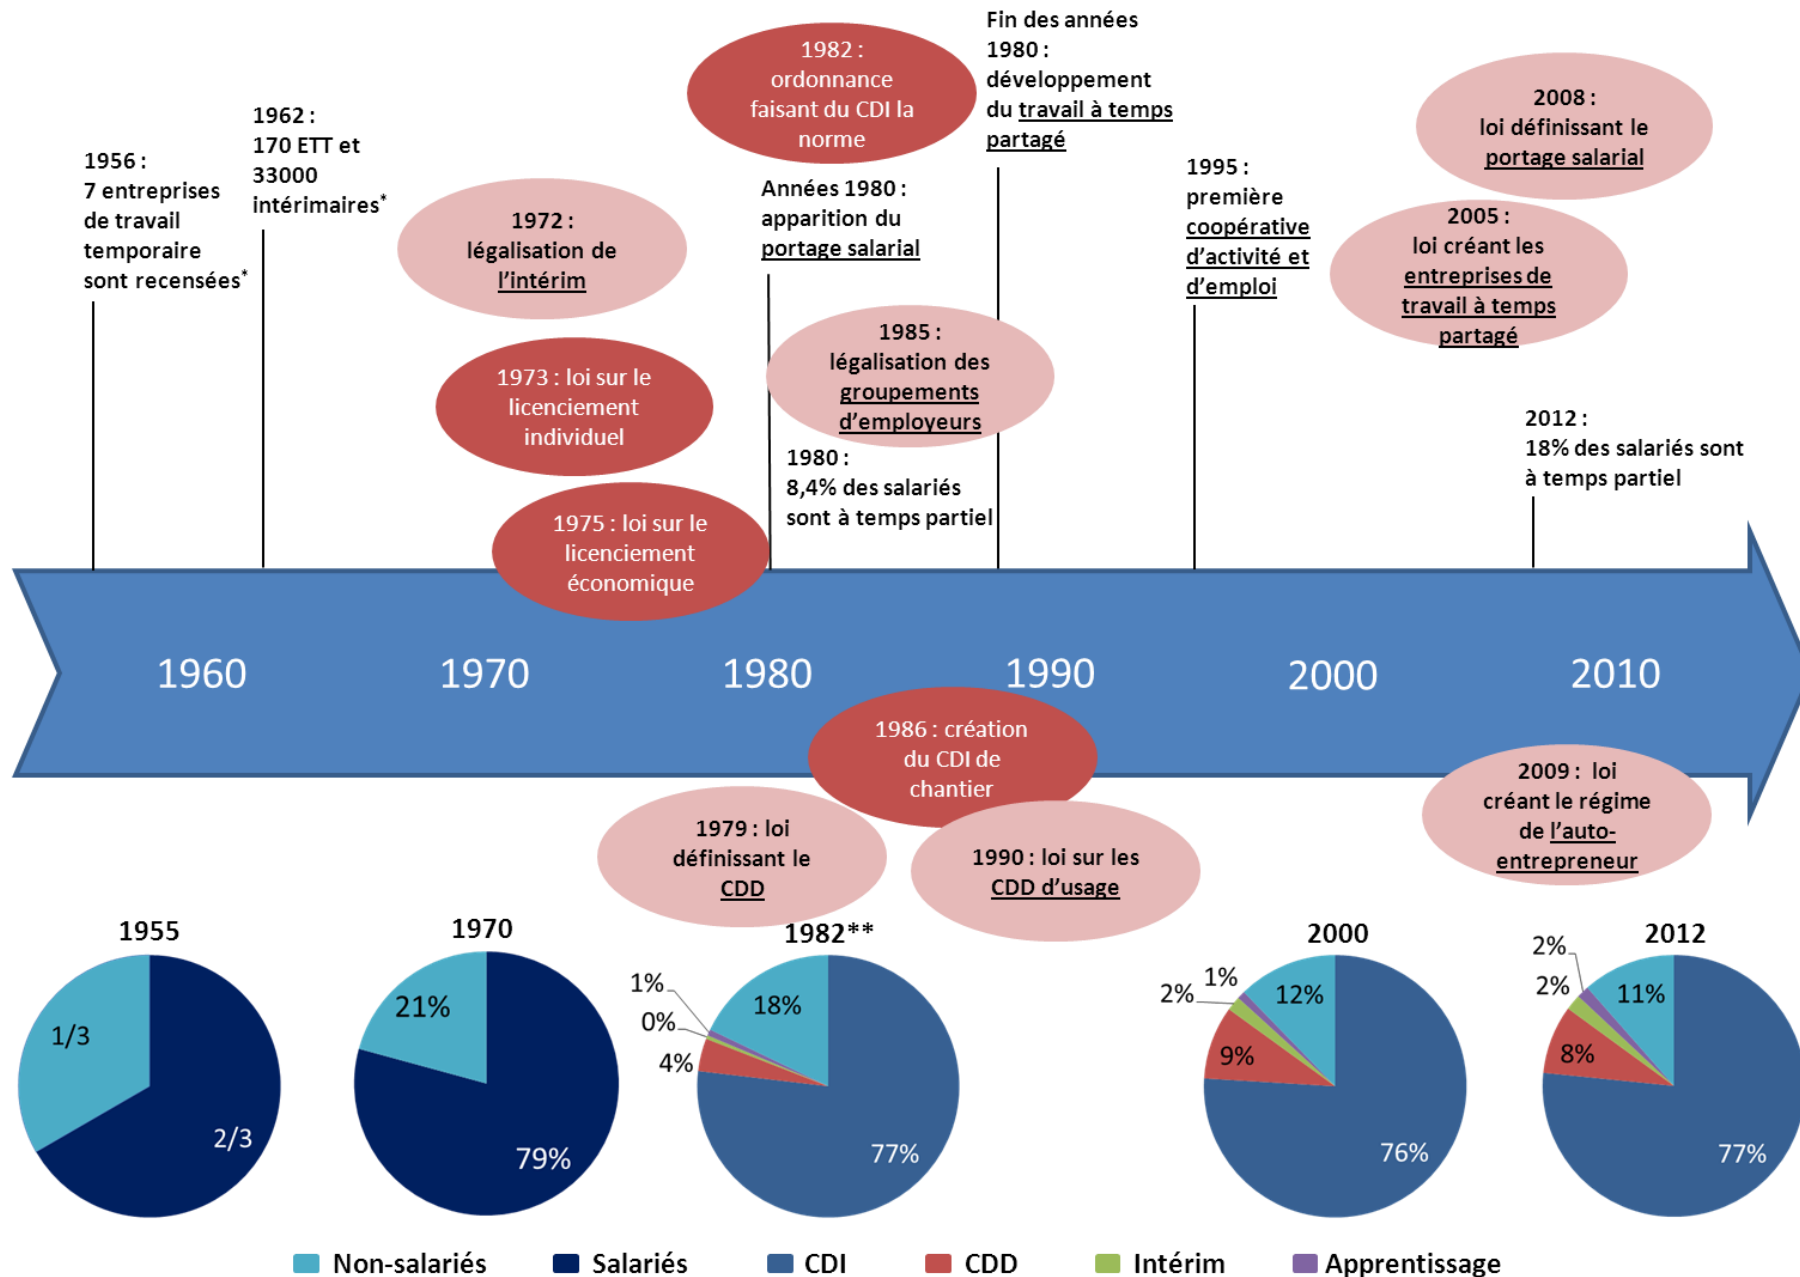 1956 :
7 entreprises
de travail
temporaire
sont recensées*
1962 :
170 ETT et
33000
intérimaires*
1972 :
légalisation de
l’intérim
1973 : loi sur le
licenciement
individuel
1975 : loi sur le
licenciement
économique
1982 :
ordonnance
faisant du CDI la
norme
Années 1980 :
apparition du
portage salarial
1985 :
légalisation des
groupements
d’employeurs
1980 :
8,4% des salariés
sont à temps partiel
Fin des années
1980 :
développement
du travail à temps
partagé
1995 :
première
coopérative
d’activité et
d’emploi
2008 :
loi définissant le
portage salarial
2005 :
loi créant les
entreprises de
travail à temps
partagé
2012 :
18% des salariés sont
à temps partiel
1960
1970
1980
1990
2000
2010
1986 : création
du CDI de
chantier
1979 : loi
définissant le
CDD
1990 : loi sur les
CDD d’usage
2009 : loi
créant le régime
de l’auto-
entrepreneur
1955
1/3
2/3
1970
21%
79%
1982**
1%
0%
4%
18%
77%
2000
1%
2%
9%
12%
76%
2012
2%
2%
8%
11%
77%
Non-salariés
Salariés
CDI
CDD
Intérim
Apprentissage